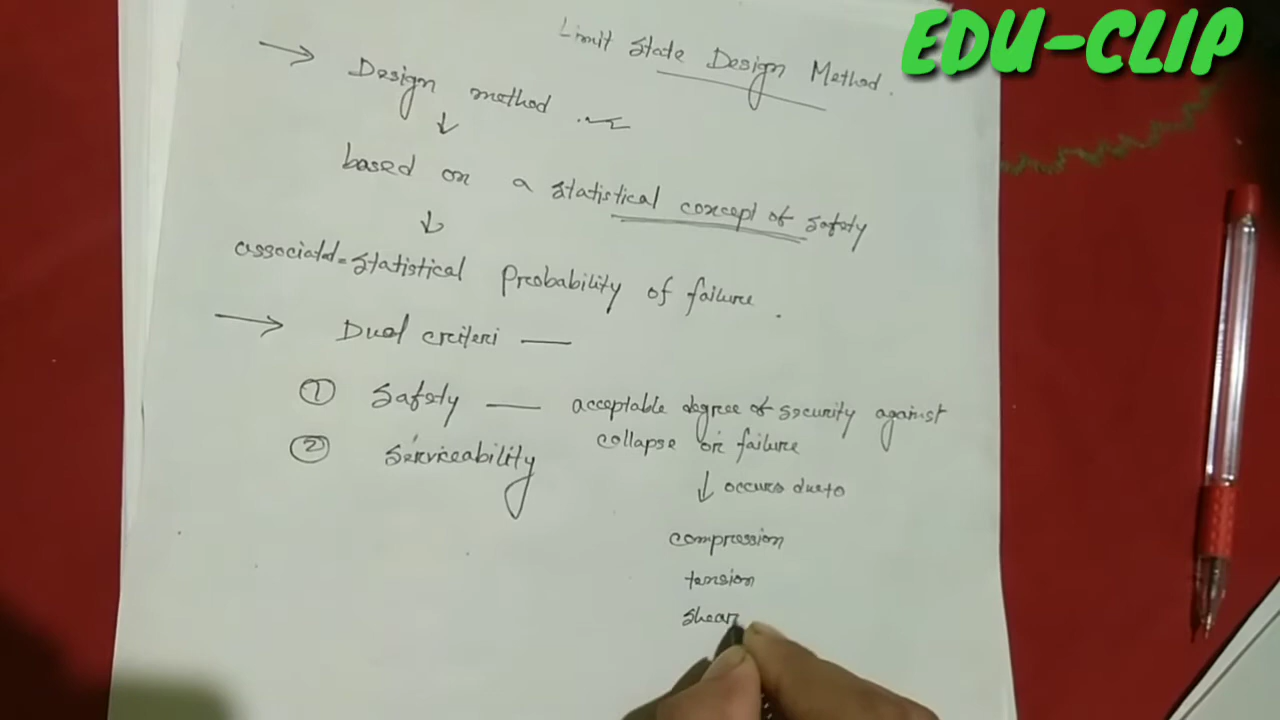 EDU-CLIP
Limit State Design Method.
→ Design method.
↓
based on a statistical concept of safety
↓
associatd = statistical Probability of failure.
→ Dual criteri —
① Safety — acceptable degree of security against
collapse or failure
② Serviceability
↓ occurs due to
compression
tension
shear